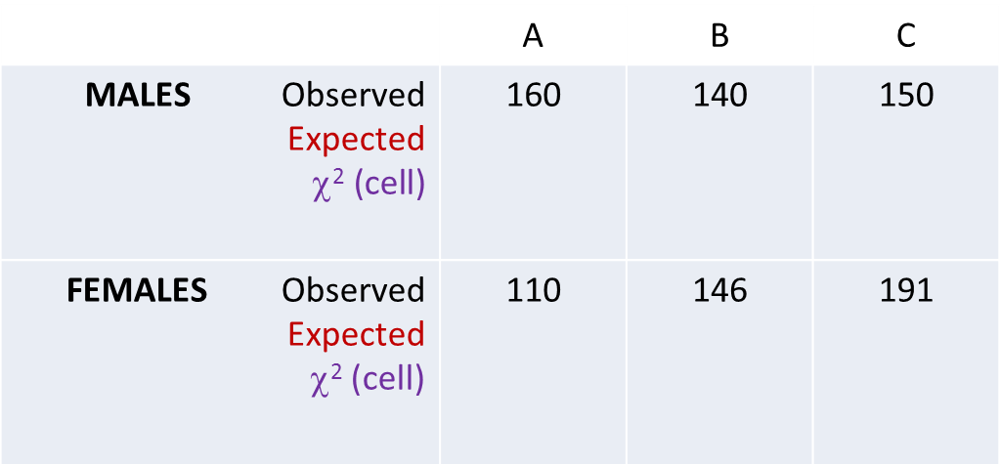 A B C
MALES Observed 160 140 150
Expected
χ² (cell)
FEMALES Observed 110 146 191
Expected
χ² (cell)